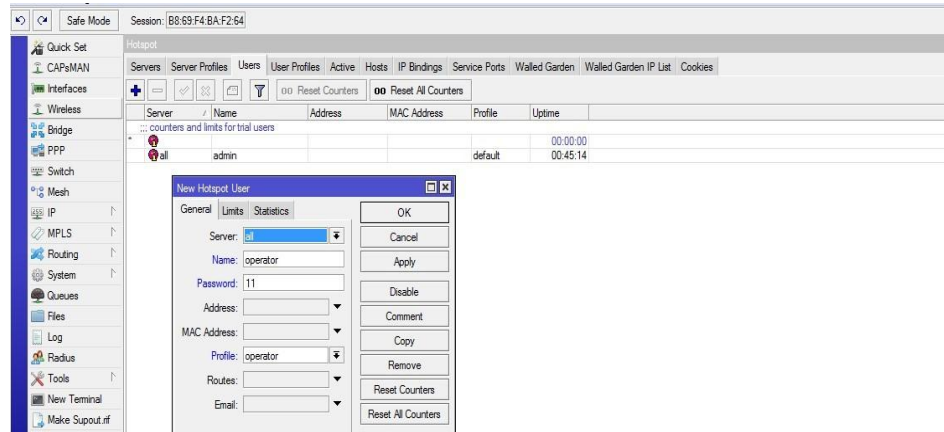 Safe Mode Session: B8:69:F4:BA:F2:64
Quick Set
CAPsMAN
Interfaces
Wireless
Bridge
PPP
Switch
Mesh
IP
MPLS
Routing
System
Queues
Files
Log
Radius
Tools
New Terminal
Make Supout.rif
Hotspot
Servers Server Profiles Users User Profiles Active Hosts IP Bindings Service Ports Walled Garden Walled Garden IP List Cookies
00 Reset Counters 00 Reset All Counters
Server / Name Address MAC Address Profile Uptime
::: counters and limits for trial users
* 00:00:00
all admin default 00:45:14
New Hotspot User
General Limits Statistics
Server: all
Name: operator
Password: 11
Address:
MAC Address:
Profile: operator
Routes:
Email:
OK
Cancel
Apply
Disable
Comment
Copy
Remove
Reset Counters
Reset All Counters